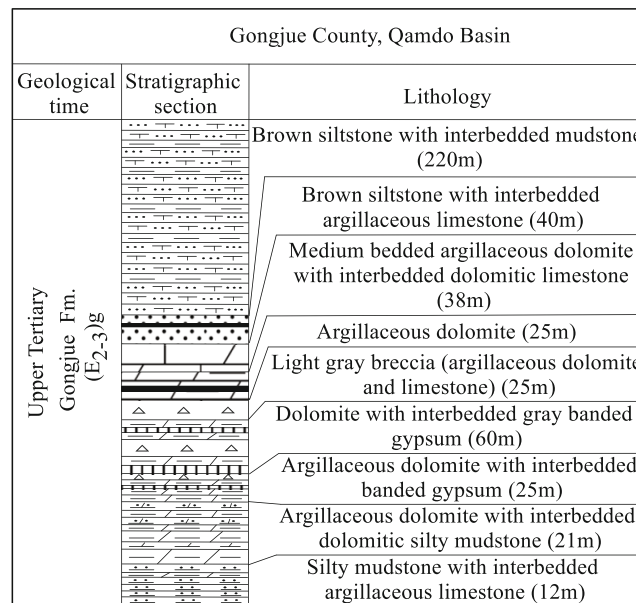 Gongjue County, Qamdo Basin
Geological
time
Stratigraphic
section
Lithology
Upper Tertiary
Gongjue Fm.
(E2-3)g
Brown siltstone with interbedded mudstone
(220m)
Brown siltstone with interbedded
argillaceous limestone (40m)
Medium bedded argillaceous dolomite
with interbedded dolomitic limestone
(38m)
Argillaceous dolomite (25m)
Light gray breccia (argillaceous dolomite
and limestone) (25m)
Dolomite with interbedded gray banded
gypsum (60m)
Argillaceous dolomite with interbedded
banded gypsum (25m)
Argillaceous dolomite with interbedded
dolomitic silty mudstone (21m)
Silty mudstone with interbedded
argillaceous limestone (12m)